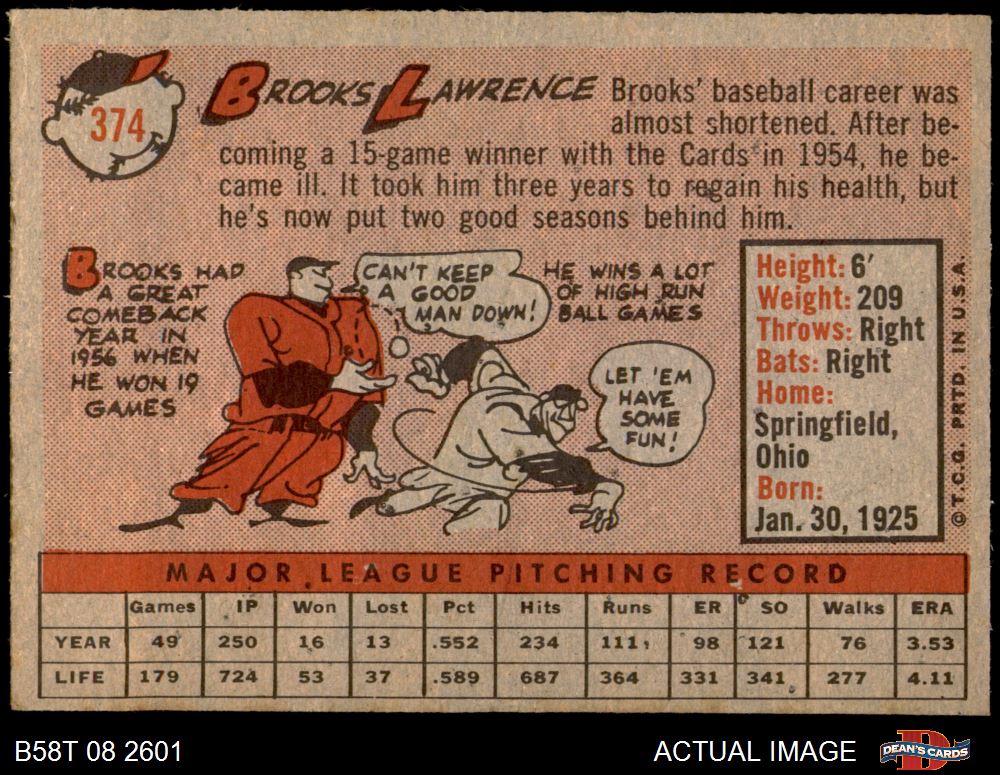 374
BROOKS LAWRENCE
Brooks' baseball career was
almost shortened. After be-
coming a 15-game winner with the Cards in 1954, he be-
came ill. It took him three years to regain his health, but
he's now put two good seasons behind him.
BROOKS HAD
A GREAT
COMEBACK
YEAR IN
1956 WHEN
HE WON 19
GAMES
CAN'T KEEP
A GOOD
MAN DOWN!
HE WINS A LOT
OF HIGH RUN
BALL GAMES
LET 'EM
HAVE
SOME
FUN!
Height: 6'
Weight: 209
Throws: Right
Bats: Right
Home:
Springfield,
Ohio
Born:
Jan. 30, 1925
© T.C.G. PRTD. IN U.S.A.
MAJOR LEAGUE PITCHING RECORD
Games IP Won Lost Pct Hits Runs ER SO Walks ERA
YEAR 49 250 16 13 .552 234 111 98 121 76 3.53
LIFE 179 724 53 37 .589 687 364 331 341 277 4.11
B58T 08 2601
ACTUAL IMAGE
DEAN'S CARDS